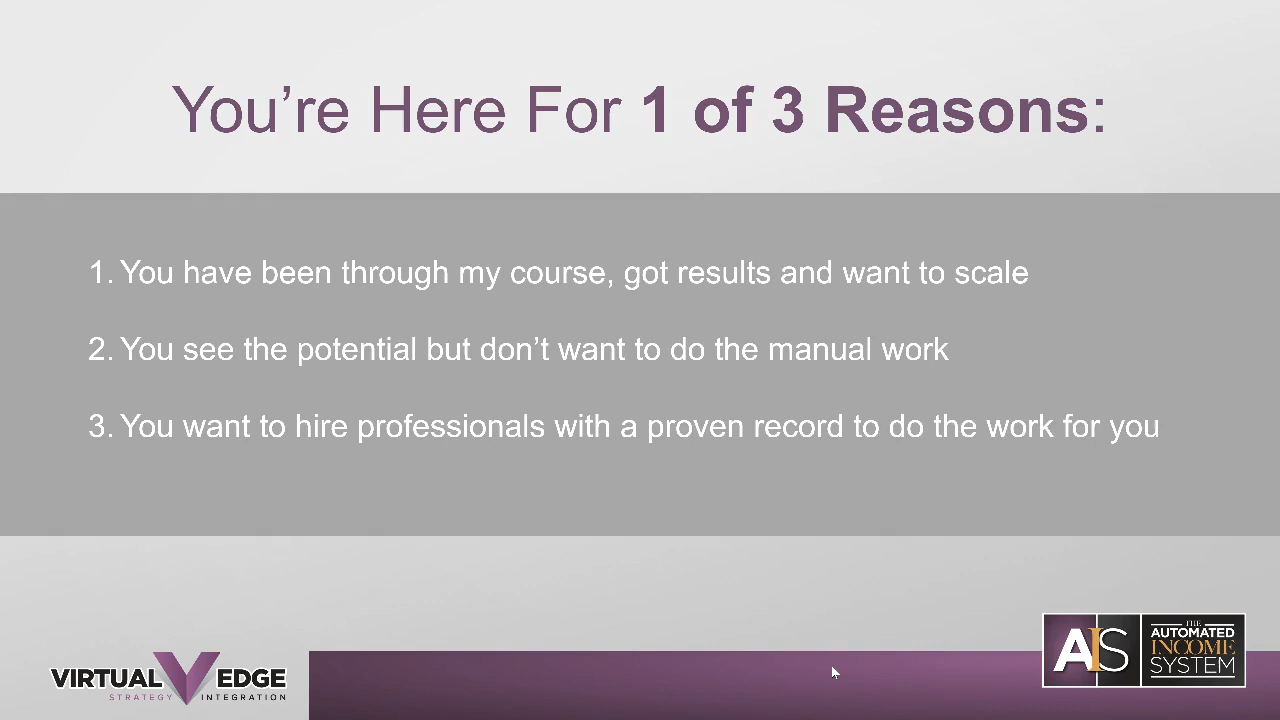 You’re Here For 1 of 3 Reasons:
1. You have been through my course, got results and want to scale
2. You see the potential but don’t want to do the manual work
3. You want to hire professionals with a proven record to do the work for you
VIRTUAL V EDGE
STRATEGY INTEGRATION
AIS
THE
AUTOMATED
INCOME
SYSTEM